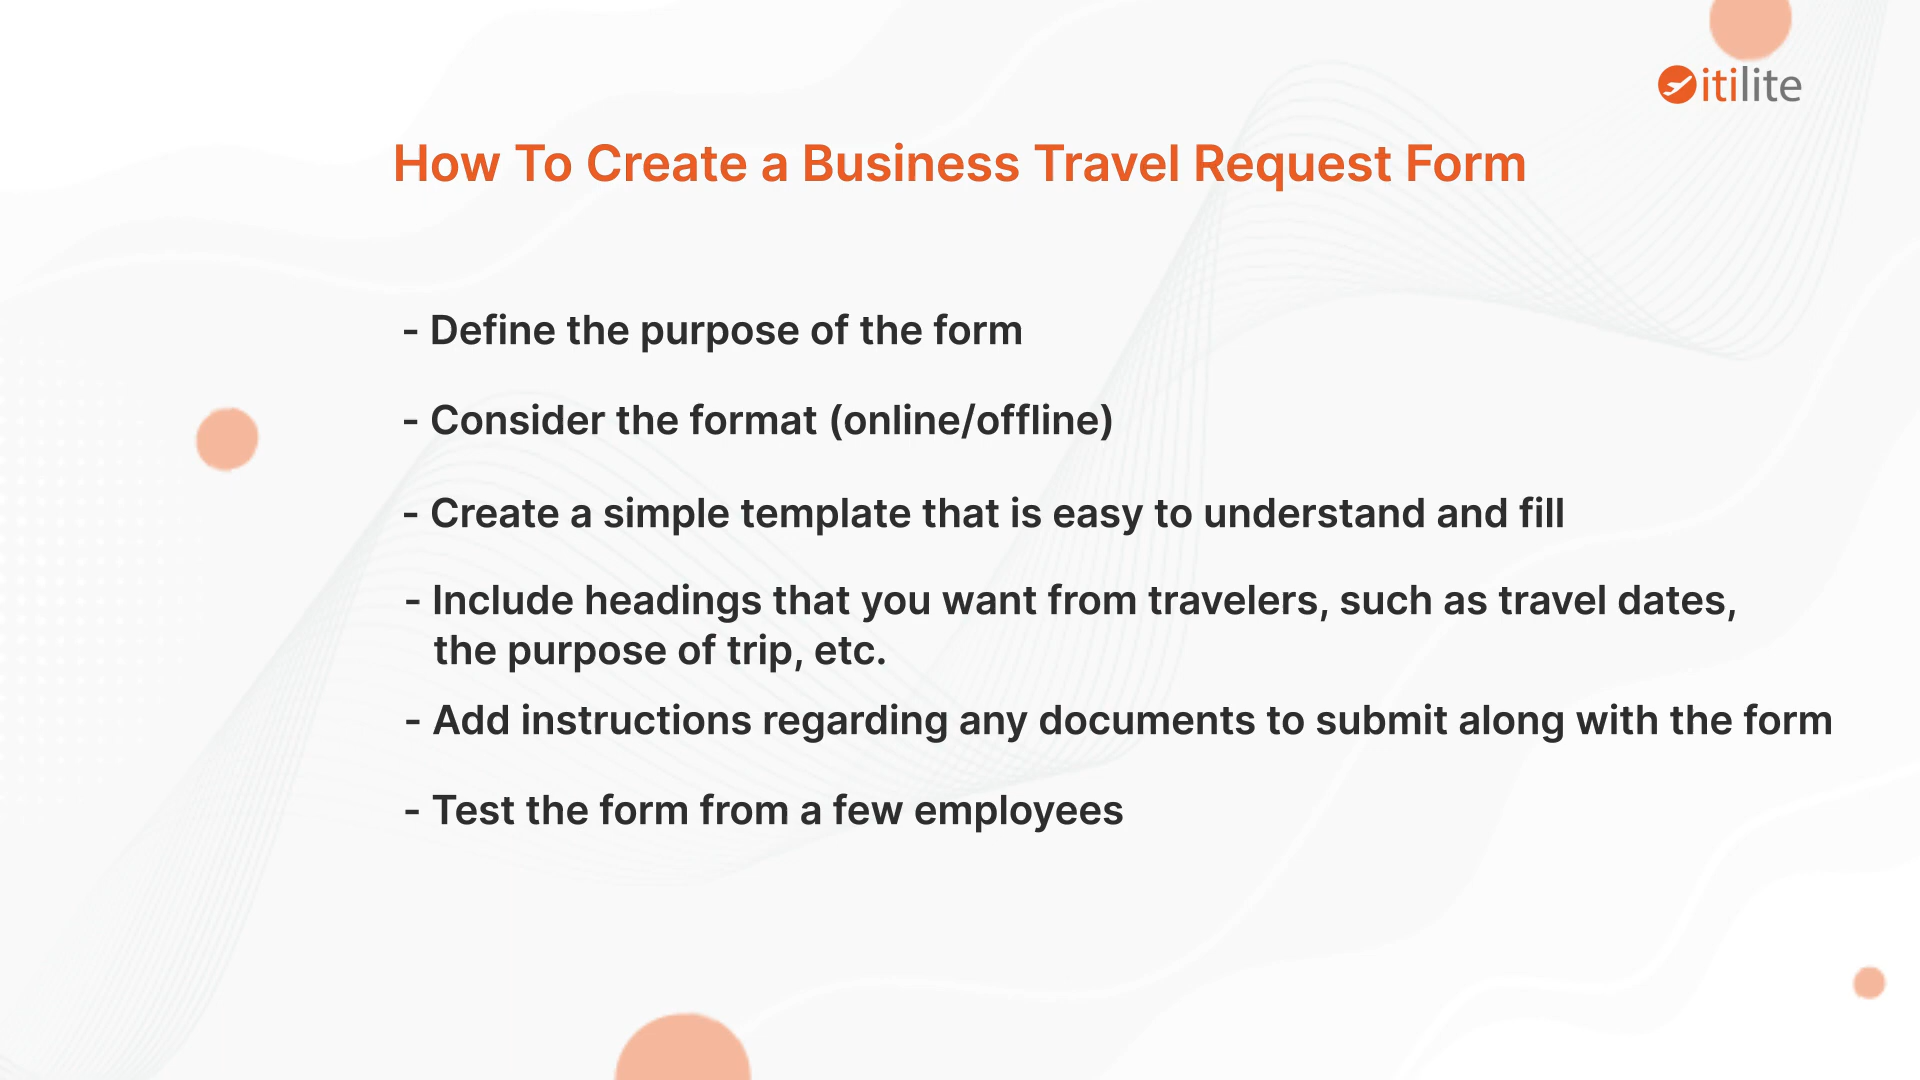 itilite
How To Create a Business Travel Request Form
- Define the purpose of the form
- Consider the format (online/offline)
- Create a simple template that is easy to understand and fill
- Include headings that you want from travelers, such as travel dates,
the purpose of trip, etc.
- Add instructions regarding any documents to submit along with the form
- Test the form from a few employees